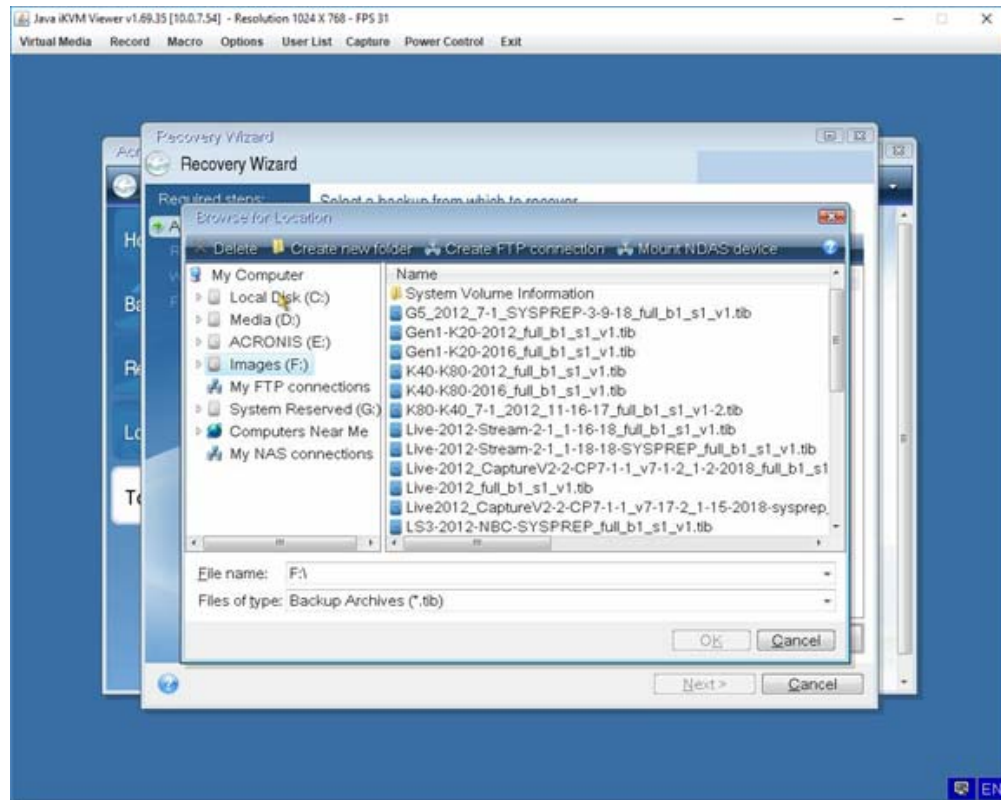 Java iKVM Viewer v1.69.35 [10.0.7.54] - Resolution 1024 X 768 - FPS 31
Virtual Media Record Macro Options User List Capture Power Control Exit
Recovery Wizard
Recovery Wizard
Required steps:
Select a backup from which to recover
Browse for Location
Delete Create new folder Create FTP connection Mount NDAS device
My Computer
Local Disk (C:)
Media (D:)
ACRONIS (E:)
Images (F:)
My FTP connections
System Reserved (G:)
Computers Near Me
My NAS connections
Name
System Volume Information
G5_2012_7-1_SYSPREP-3-9-18_full_b1_s1_v1.tib
Gen1-K20-2012_full_b1_s1_v1.tib
Gen1-K20-2016_full_b1_s1_v1.tib
K40-K80-2012_full_b1_s1_v1.tib
K40-K80-2016_full_b1_s1_v1.tib
K80-K40_7-1_2012_11-16-17_full_b1_s1_v1-2.tib
Live-2012-Stream-2-1_1-16-18_full_b1_s1_v1.tib
Live-2012-Stream-2-1_1-18-18-SYSPREP_full_b1_s1_v1.tib
Live-2012_CaptureV2-2-CP7-1-1_v7-1-2_1-2-2018_full_b1_s1
Live-2012_full_b1_s1_v1.tib
Live2012_CaptureV2-2-CP7-1-1_v7-17-2_1-15-2018-sysprep_
LS3-2012-NBC-SYSPREP_full_b1_s1_v1.tib
File name: F:\
Files of type: Backup Archives (*.tib)
OK Cancel
Next > Cancel
EN